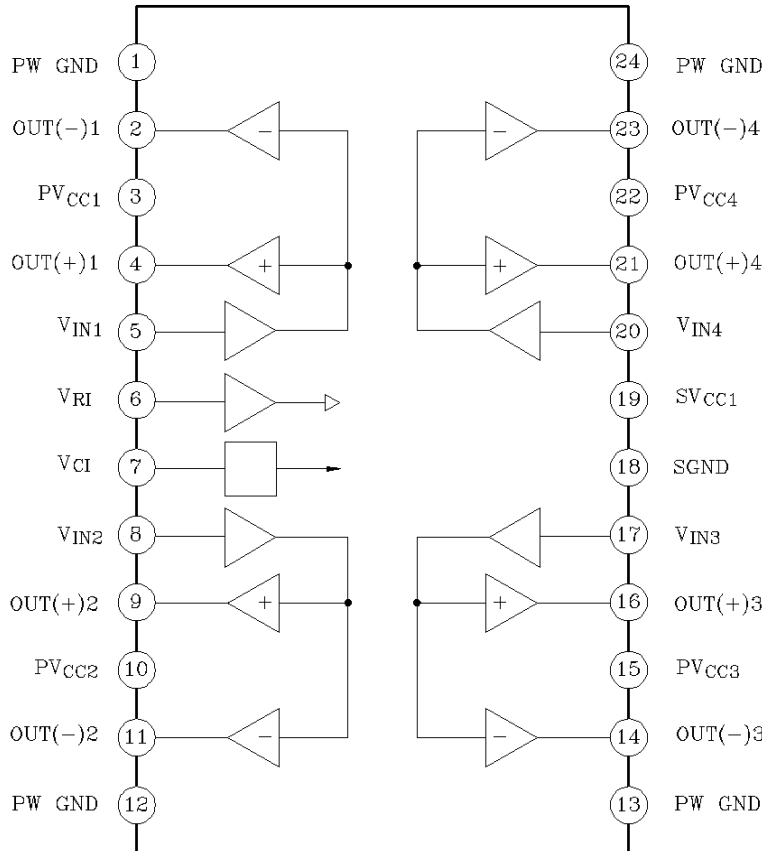 PW GND 1 24 PW GND
OUT(−)1 2 − − 23 OUT(−)4
PVCC1 3 22 PVCC4
OUT(+)1 4 + + 21 OUT(+)4
VIN1 5 20 VIN4
VRI 6 19 SVCC1
VCI 7 18 SGND
VIN2 8 17 VIN3
OUT(+)2 9 + + 16 OUT(+)3
PVCC2 10 15 PVCC3
OUT(−)2 11 − − 14 OUT(−)3
PW GND 12 13 PW GND